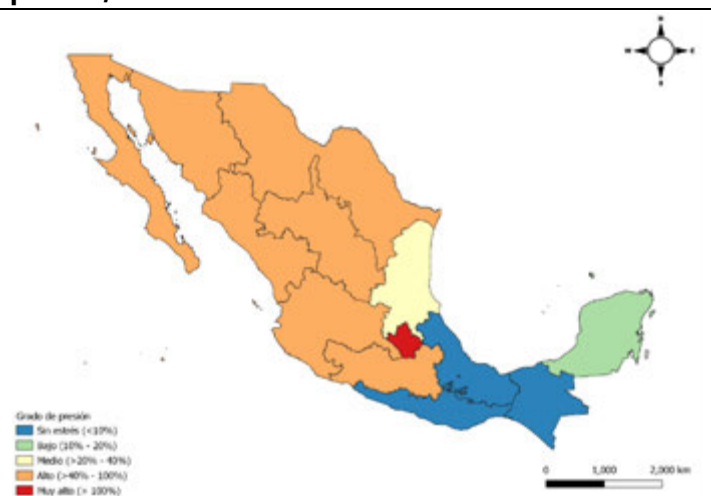 Grado de presión
Sin estrés (<10%)
Bajo (10% - 20%)
Medio (>20% - 40%)
Alto (>40% - 100%)
Muy alto (> 100%)
0 1,000 2,000 km